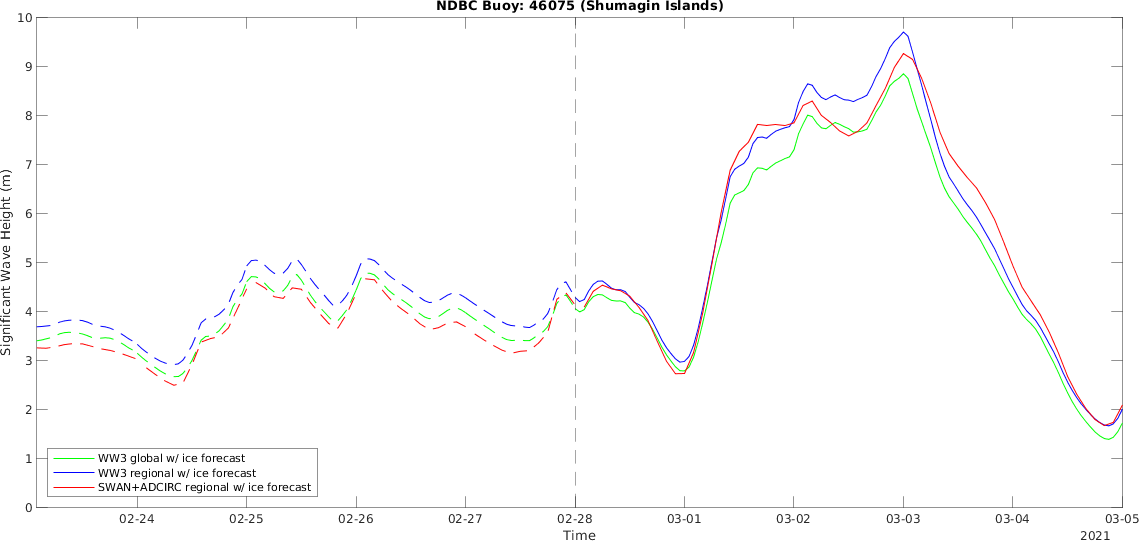 NDBC Buoy: 46075 (Shumagin Islands)
10
9
8
7
6
5
4
3
2
1
0
Significant Wave Height (m)
WW3 global w/ ice forecast
WW3 regional w/ ice forecast
SWAN+ADCIRC regional w/ ice forecast
02-24 02-25 02-26 02-27 02-28 03-01 03-02 03-03 03-04 03-05
Time
2021